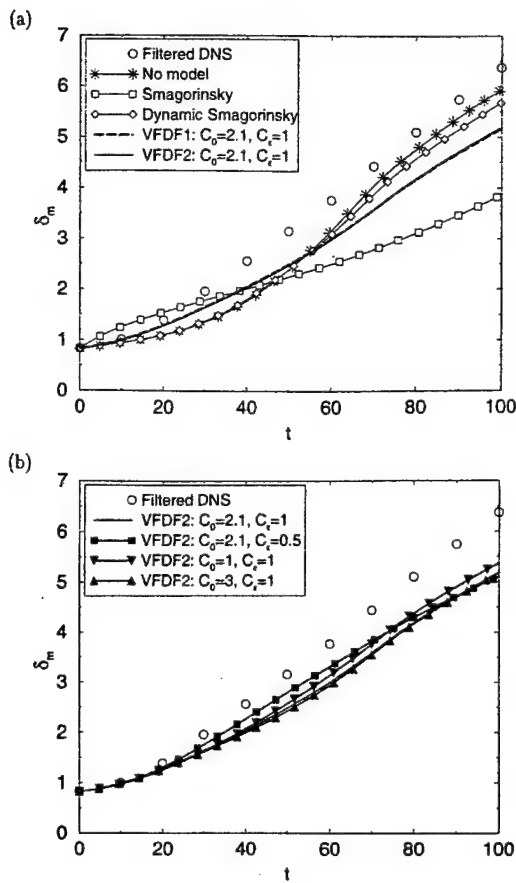 (a)
7
6
5
4
3
2
1
0
δm
Filtered DNS
No model
Smagorinsky
Dynamic Smagorinsky
VFDF1: C₀=2.1, Cε=1
VFDF2: C₀=2.1, Cε=1
0 20 40 60 80 100
t
(b)
7
6
5
4
3
2
1
0
δm
Filtered DNS
VFDF2: C₀=2.1, Cε=1
VFDF2: C₀=2.1, Cε=0.5
VFDF2: C₀=1, Cε=1
VFDF2: C₀=3, Cε=1
0 20 40 60 80 100
t